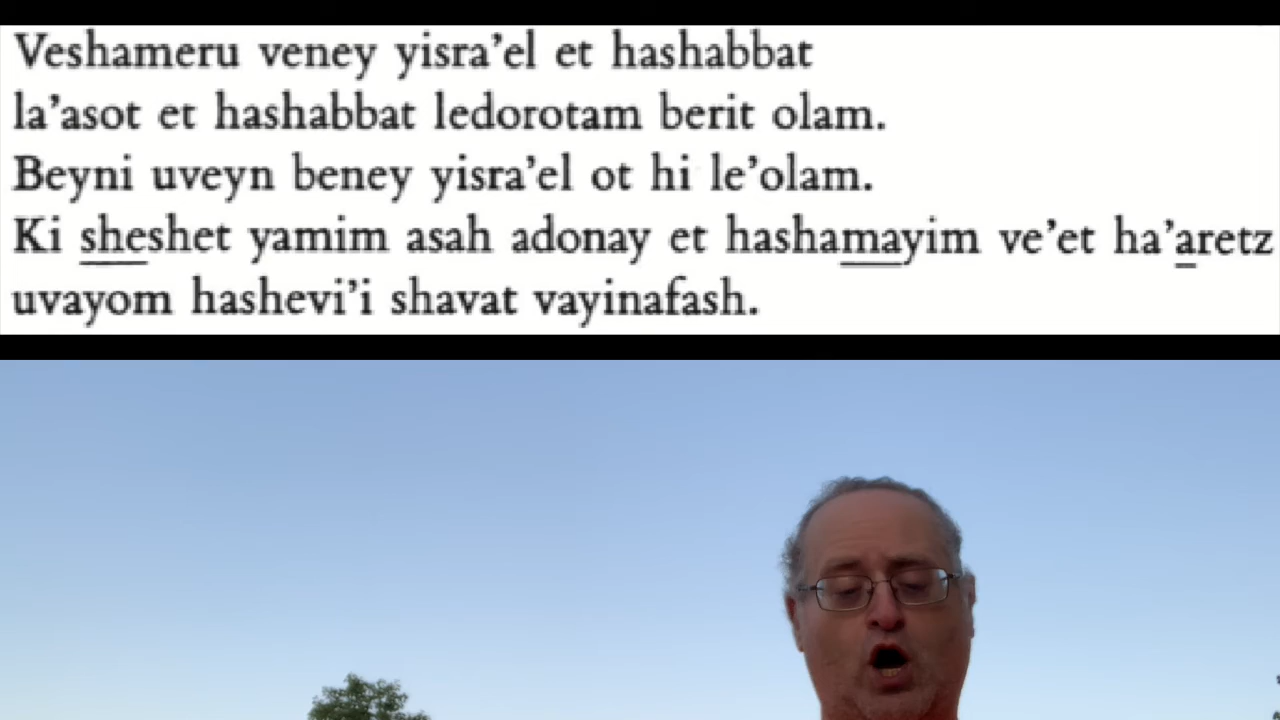 Veshameru veney yisra’el et hashabbat
la’asot et hashabbat ledorotam berit olam.
Beyni uveyn beney yisra’el ot hi le’olam.
Ki sheshet yamim asah adonay et hashamayim ve’et ha’aretz
uvayom hashevi’i shavat vayinafash.